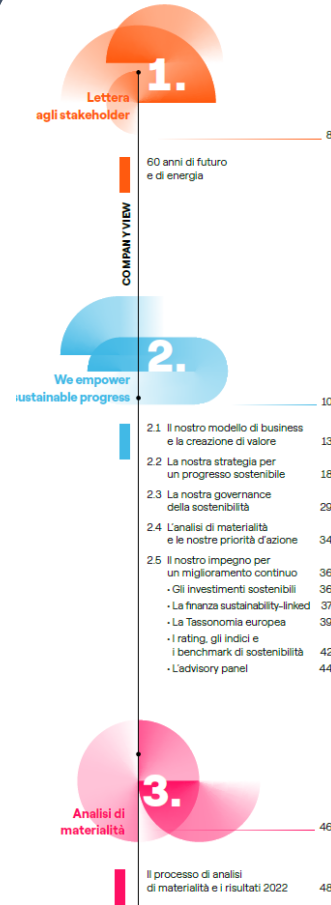 1.
Lettera
agli stakeholder
8
60 anni di futuro
e di energia
COMPANY VIEW
2.
We empower
sustainable progress
10
2.1 Il nostro modello di business
e la creazione di valore 13
2.2 La nostra strategia per
un progresso sostenibile 18
2.3 La nostra governance
della sostenibilità 29
2.4 L'analisi di materialità
e le nostre priorità d'azione 34
2.5 Il nostro impegno per
un miglioramento continuo 36
• Gli investimenti sostenibili 36
• La finanza sustainability-linked 37
• La Tassonomia europea 39
• I rating, gli indici e
i benchmark di sostenibilità 42
• L'advisory panel 44
3.
Analisi di
materialità
46
Il processo di analisi
di materialità e i risultati 2022 48